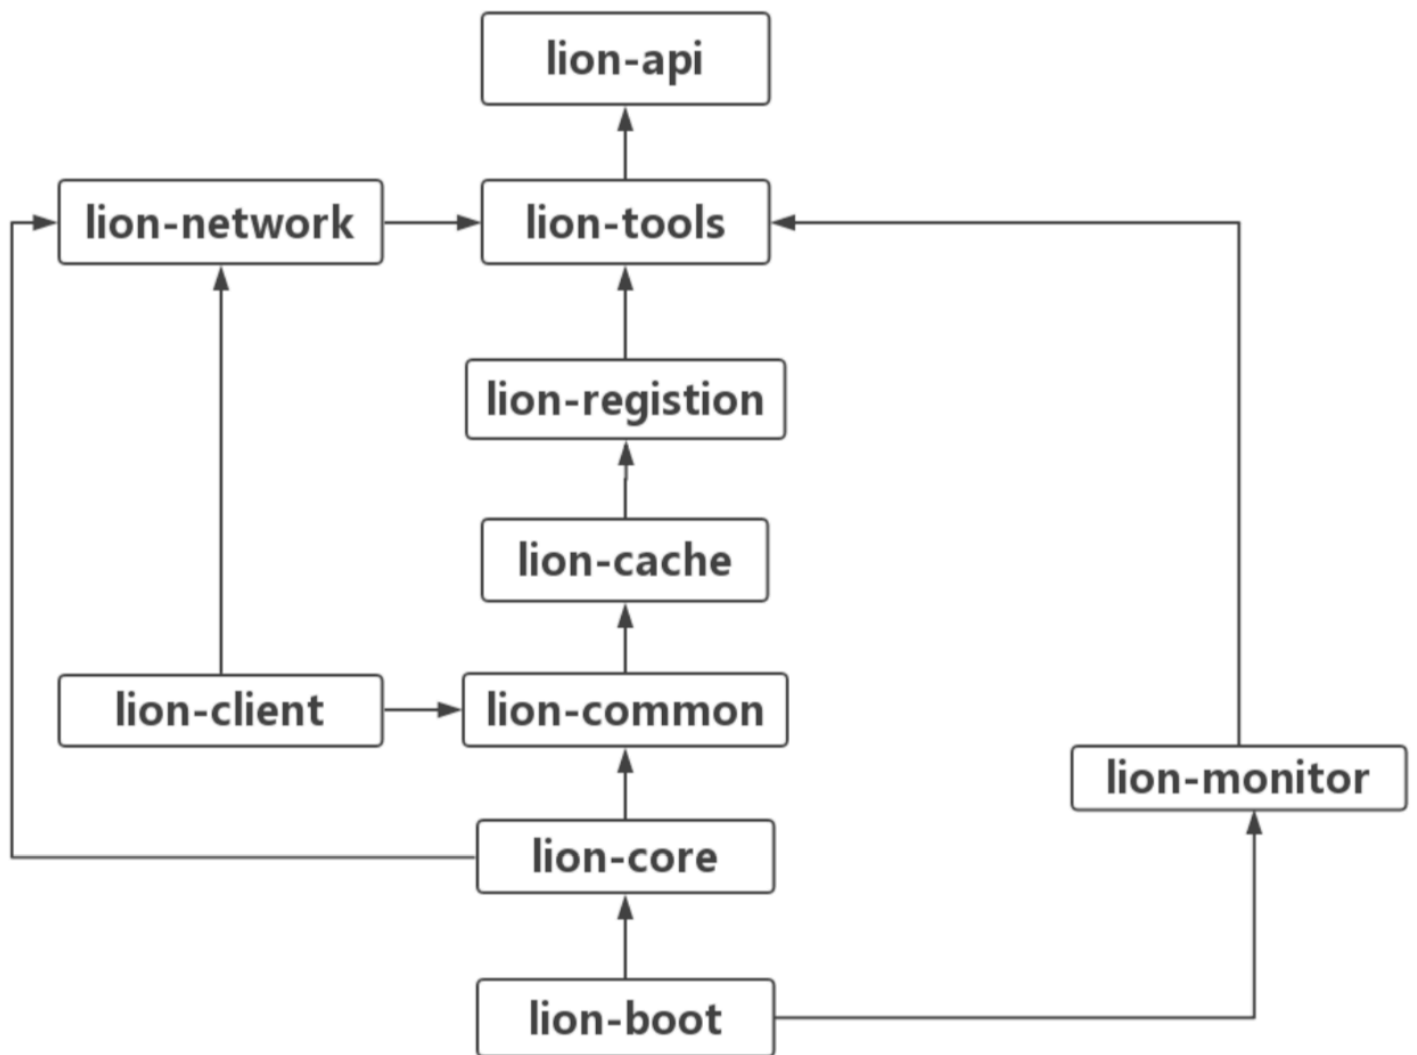 lion-api
lion-network
lion-tools
lion-registion
lion-cache
lion-client
lion-common
lion-monitor
lion-core
lion-boot